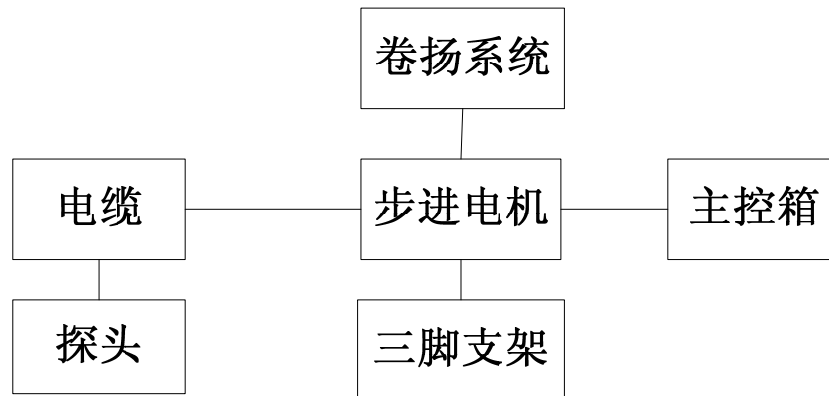 卷扬系统
电缆
步进电机
主控箱
探头
三脚支架